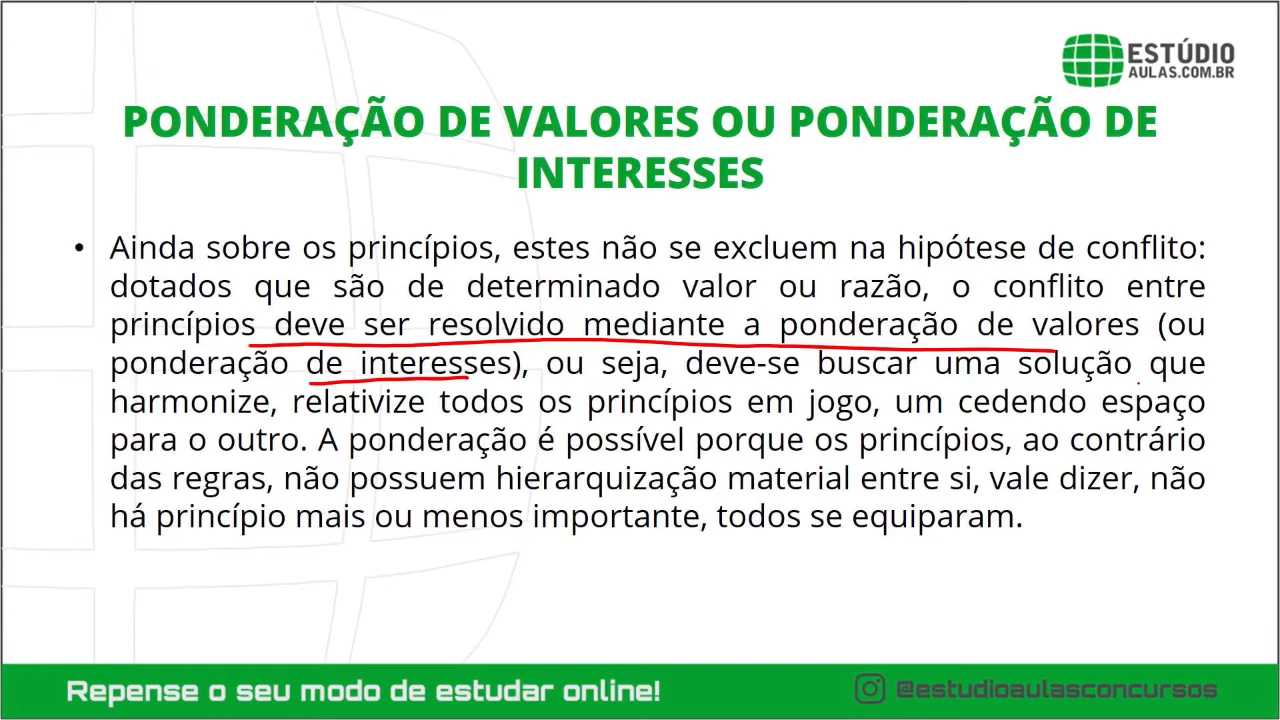 ESTÚDIO
AULAS.COM.BR
PONDERAÇÃO DE VALORES OU PONDERAÇÃO DE
INTERESSES
• Ainda sobre os princípios, estes não se excluem na hipótese de conflito:
dotados que são de determinado valor ou razão, o conflito entre
princípios deve ser resolvido mediante a ponderação de valores (ou
ponderação de interesses), ou seja, deve-se buscar uma solução que
harmonize, relativize todos os princípios em jogo, um cedendo espaço
para o outro. A ponderação é possível porque os princípios, ao contrário
das regras, não possuem hierarquização material entre si, vale dizer, não
há princípio mais ou menos importante, todos se equiparam.
Repense o seu modo de estudar online!
@estudioaulasconcursos